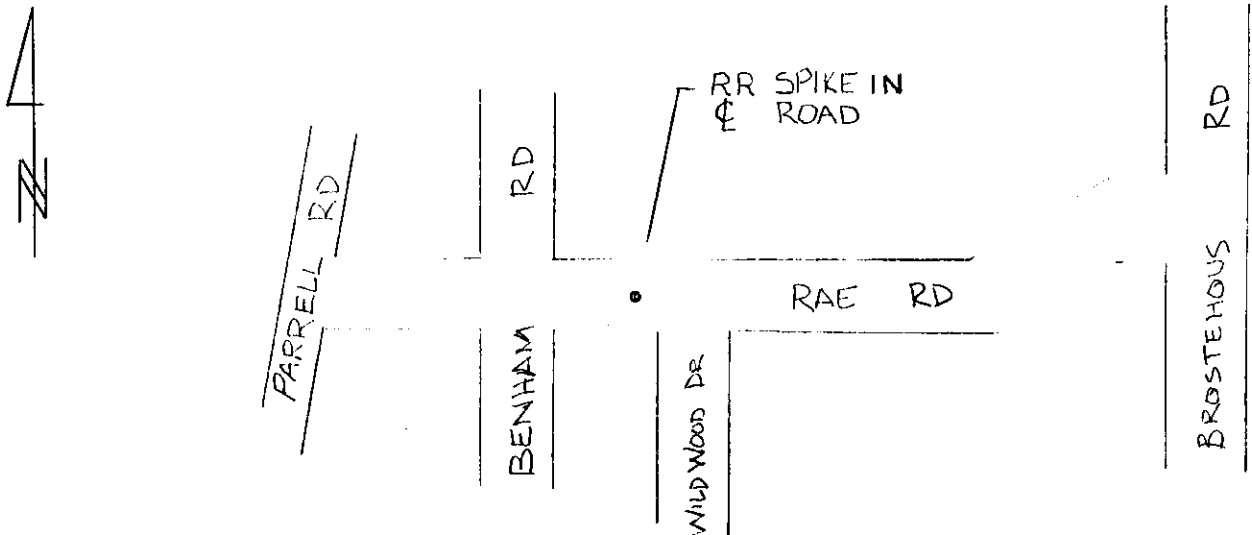 RR SPIKE IN
℄ ROAD
N
PARRELL RD
BENHAM RD
RAE RD
WILDWOOD DR
BROSTEHOUS RD